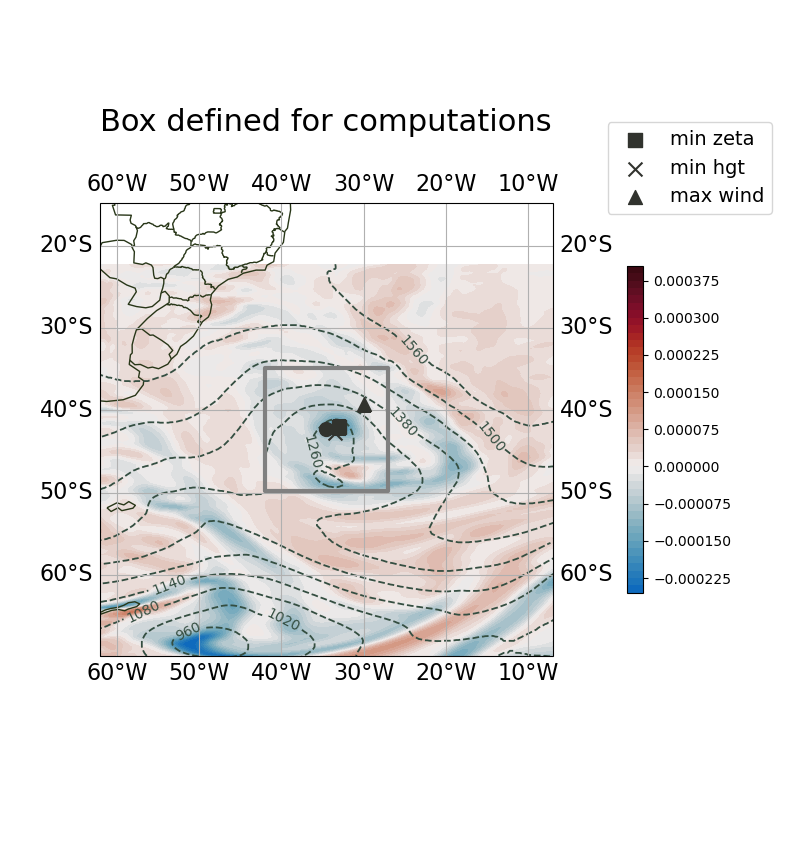 Box defined for computations
min zeta
min hgt
max wind
60°W 50°W 40°W 30°W 20°W 10°W
20°S 20°S
30°S 30°S
40°S 40°S
50°S 50°S
60°S 60°S
60°W 50°W 40°W 30°W 20°W 10°W
1560
1500
1380
1260
1140
1080
1020
960
0.000375
0.000300
0.000225
0.000150
0.000075
0.000000
−0.000075
−0.000150
−0.000225